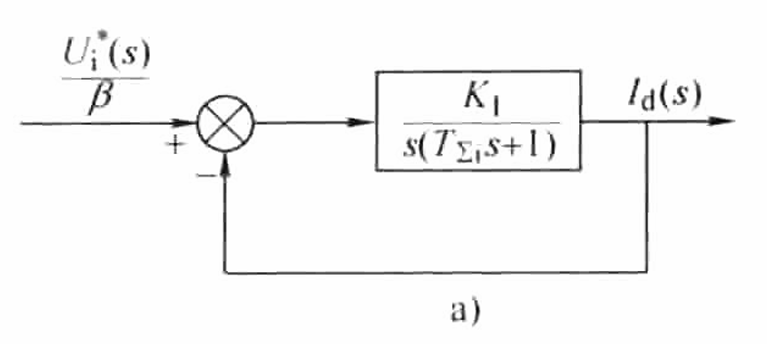 U_i^*(s)
β
+
−
K_I
s(T_Σi s+1)
I_d(s)
a)